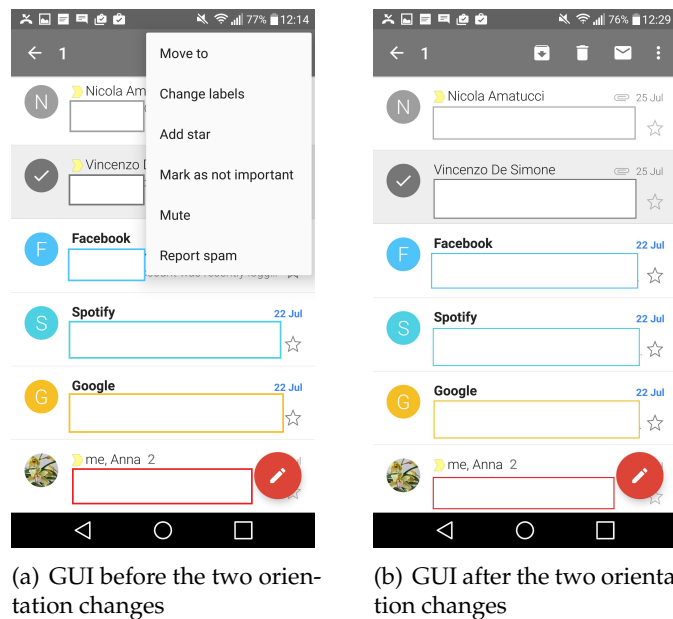 77% 12:14
1
Move to
N
Nicola Am
Change labels
Add star
Vincenzo
Mark as not important
Mute
F
Facebook
Report spam
S
Spotify
22 Jul
G
Google
22 Jul
me, Anna 2
(a) GUI before the two orien-
tation changes
76% 12:29
1
N
Nicola Amatucci
25 Jul
Vincenzo De Simone
25 Jul
F
Facebook
22 Jul
S
Spotify
22 Jul
G
Google
22 Jul
me, Anna 2
(b) GUI after the two orienta
tion changes